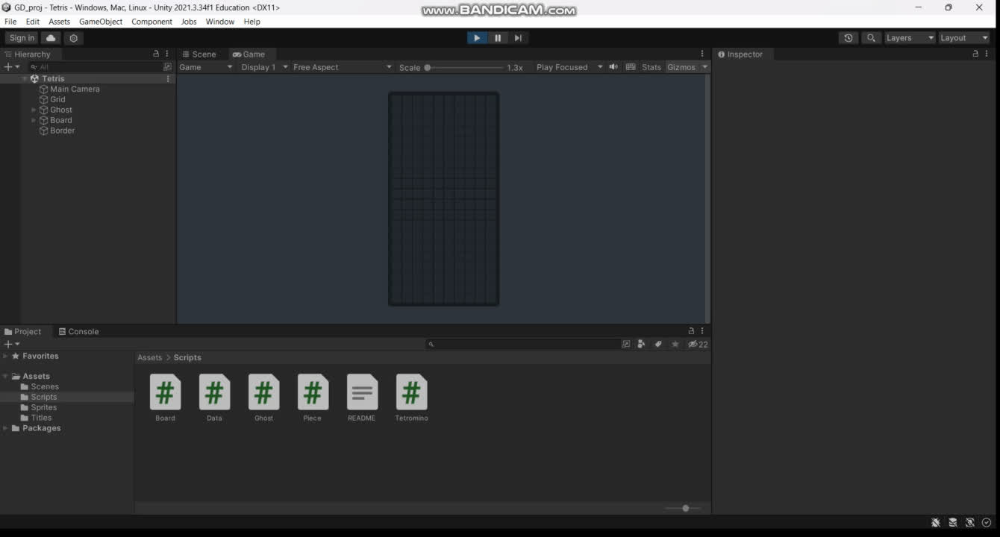 GD_proj - Tetris - Windows, Mac, Linux - Unity 2021.3.34f1 Education <DX11>
www.BANDICAM.com
File Edit Assets GameObject Component Jobs Window Help
Sign in
Layers Layout
Hierarchy
Scene Game
Inspector
All
Game Display 1 Free Aspect Scale 1.3x Play Focused Stats Gizmos
Tetris
Main Camera
Grid
Ghost
Board
Border
Project Console
22
Favorites
Assets > Scripts
Assets
Scenes
Scripts
Sprites
Titles
Packages
Board Data Ghost Piece README Tetromino